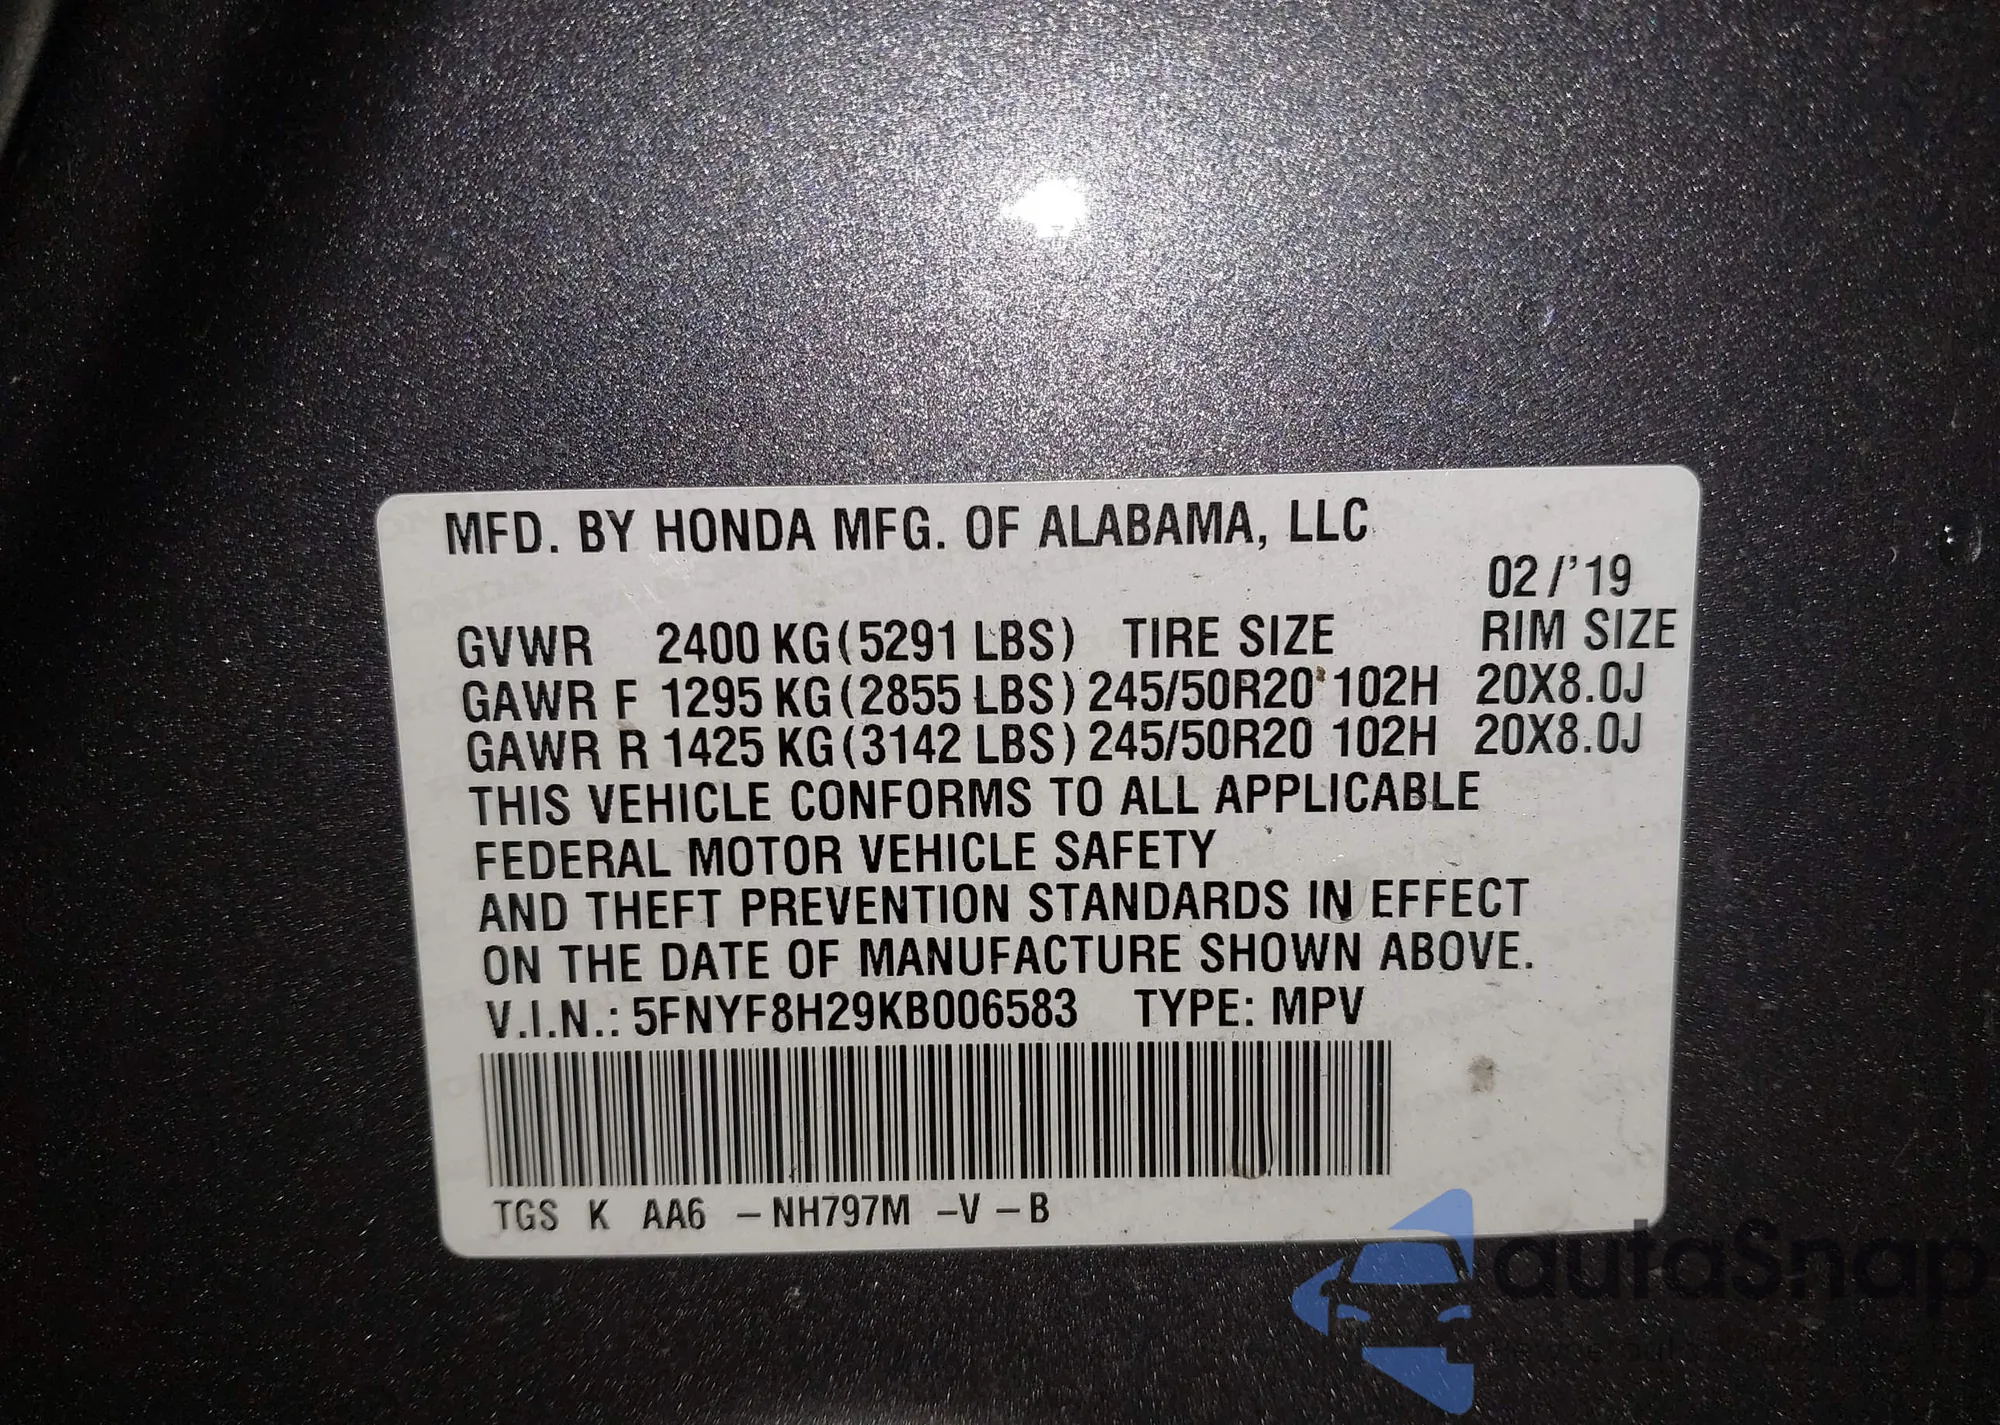 MFD. BY HONDA MFG. OF ALABAMA, LLC
02/'19
GVWR 2400 KG (5291 LBS) TIRE SIZE RIM SIZE
GAWR F 1295 KG (2855 LBS) 245/50R20 102H 20X8.0J
GAWR R 1425 KG (3142 LBS) 245/50R20 102H 20X8.0J
THIS VEHICLE CONFORMS TO ALL APPLICABLE
FEDERAL MOTOR VEHICLE SAFETY
AND THEFT PREVENTION STANDARDS IN EFFECT
ON THE DATE OF MANUFACTURE SHOWN ABOVE.
V.I.N.: 5FNYF8H29KB006583 TYPE: MPV
TGS K AA6 – NH797M –V – B
autaSnap